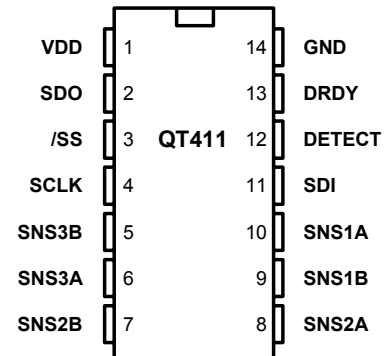 VDD 1 14 GND
SDO 2 13 DRDY
/SS 3 QT411 12 DETECT
SCLK 4 11 SDI
SNS3B 5 10 SNS1A
SNS3A 6 9 SNS1B
SNS2B 7 8 SNS2A